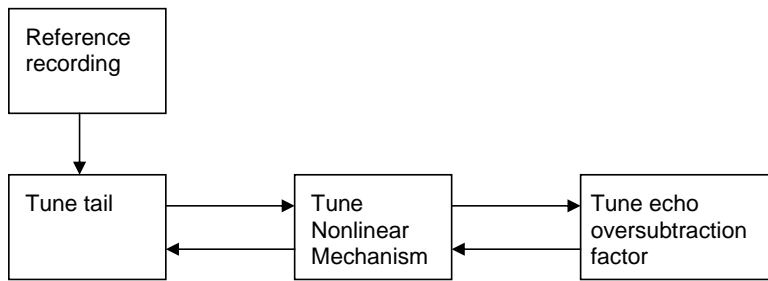 Reference
recording
Tune tail
Tune
Nonlinear
Mechanism
Tune echo
oversubtraction
factor